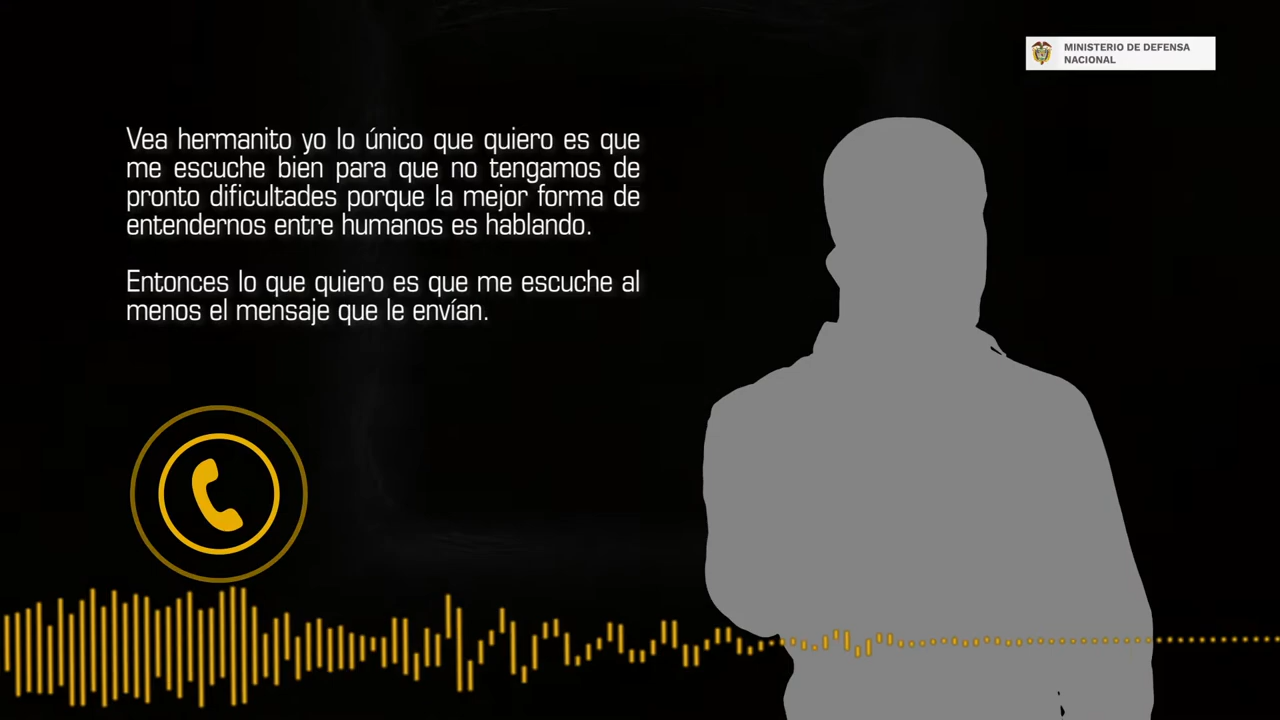 MINISTERIO DE DEFENSA
NACIONAL
Vea hermanito yo lo único que quiero es que
me escuche bien para que no tengamos de
pronto dificultades porque la mejor forma de
entendernos entre humanos es hablando.
Entonces lo que quiero es que me escuche al
menos el mensaje que le envían.